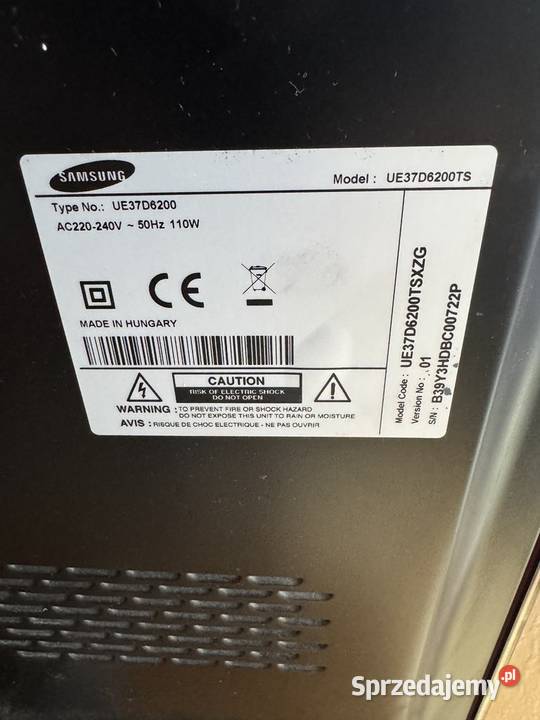 SAMSUNG
Model : UE37D6200TS
Type No.: UE37D6200
AC220-240V ~ 50Hz 110W
CE
MADE IN HUNGARY
CAUTION
RISK OF ELECTRIC SHOCK
DO NOT OPEN
WARNING : TO PREVENT FIRE OR SHOCK HAZARD
DO NOT EXPOSE THIS UNIT TO RAIN OR MOISTURE
AVIS : RISQUE DE CHOC ELECTRIQUE - NE PAS OUVRIR
Model Code : UE37D6200TSXZG
Version No : 01
S/N : B39Y3HDBC00722P
Sprzedajemy.pl